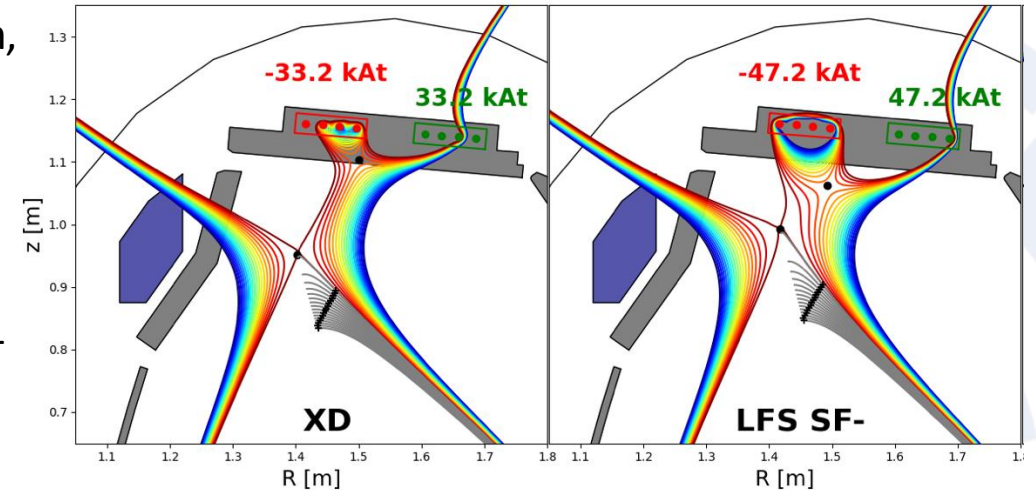 -33.2 kAt
33.2 kAt
-47.2 kAt
47.2 kAt
z [m]
1.3
1.2
1.1
1.0
0.9
0.8
0.7
XD
LFS SF-
1.1 1.2 1.3 1.4 1.5 1.6 1.7 1.8
1.1 1.2 1.3 1.4 1.5 1.6 1.7
R [m]
R [m]